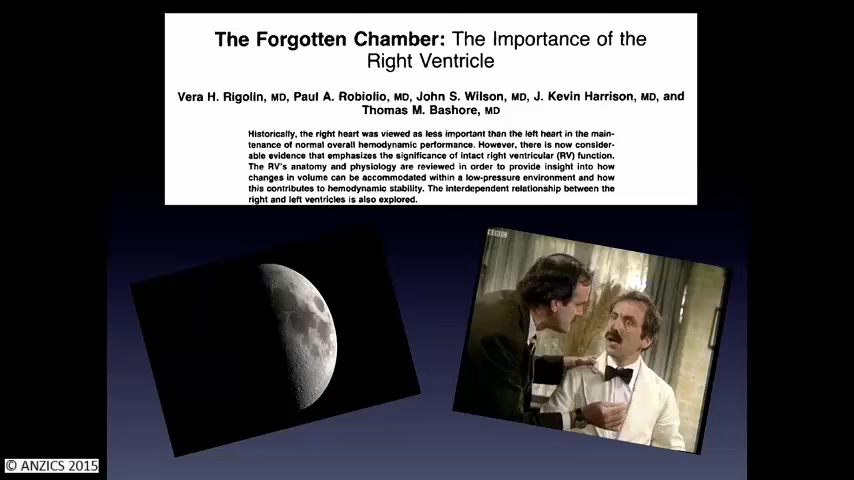 The Forgotten Chamber: The Importance of the
Right Ventricle
Vera H. Rigolin, MD, Paul A. Robiolio, MD, John S. Wilson, MD, J. Kevin Harrison, MD, and
Thomas M. Bashore, MD
Historically, the right heart was viewed as less important than the left heart in the main-
tenance of normal overall hemodynamic performance. However, there is now consider-
able evidence that emphasizes the significance of intact right ventricular (RV) function.
The RV's anatomy and physiology are reviewed in order to provide insight into how
changes in volume can be accommodated within a low-pressure environment and how
this contributes to hemodynamic stability. The interdependent relationship between the
right and left ventricles is also explored.
BBC
© ANZICS 2015